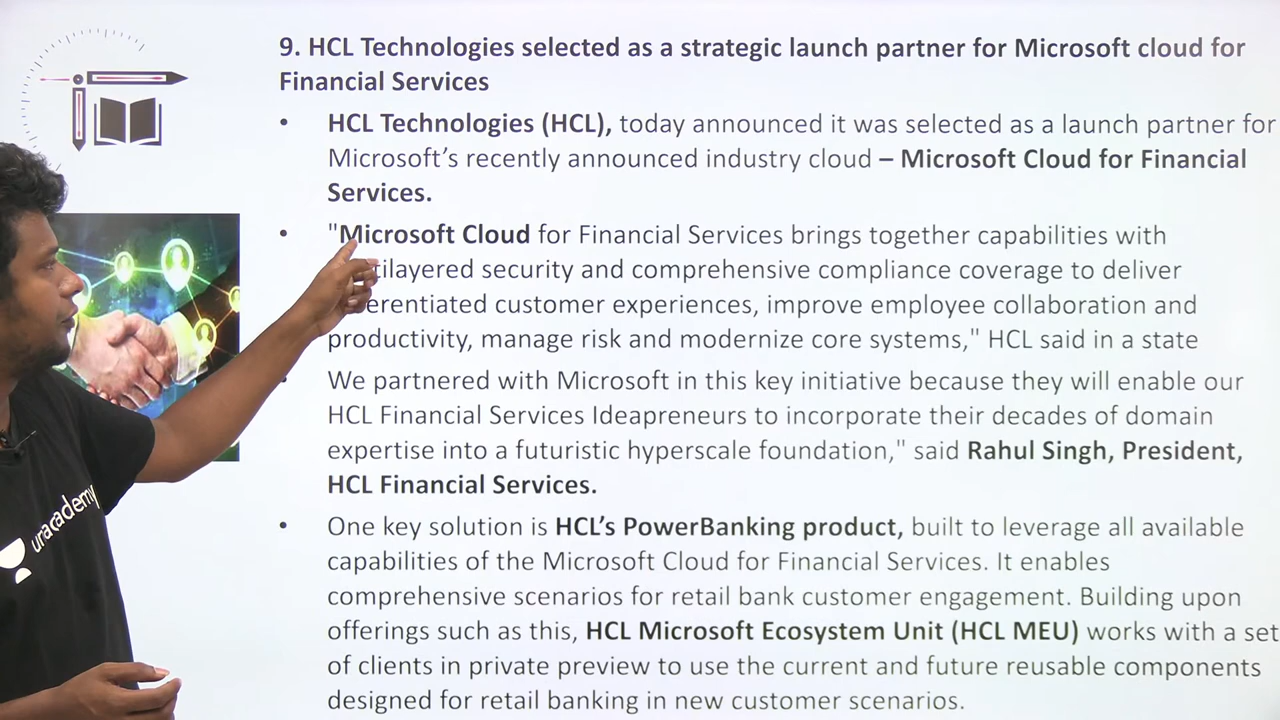 9. HCL Technologies selected as a strategic launch partner for Microsoft cloud for
Financial Services
• HCL Technologies (HCL), today announced it was selected as a launch partner for
Microsoft's recently announced industry cloud – Microsoft Cloud for Financial
Services.
• "Microsoft Cloud for Financial Services brings together capabilities with
tilayered security and comprehensive compliance coverage to deliver
erentiated customer experiences, improve employee collaboration and
productivity, manage risk and modernize core systems," HCL said in a state
• We partnered with Microsoft in this key initiative because they will enable our
HCL Financial Services Ideapreneurs to incorporate their decades of domain
expertise into a futuristic hyperscale foundation," said Rahul Singh, President,
HCL Financial Services.
• One key solution is HCL's PowerBanking product, built to leverage all available
capabilities of the Microsoft Cloud for Financial Services. It enables
comprehensive scenarios for retail bank customer engagement. Building upon
offerings such as this, HCL Microsoft Ecosystem Unit (HCL MEU) works with a set
of clients in private preview to use the current and future reusable components
designed for retail banking in new customer scenarios.
unacademy